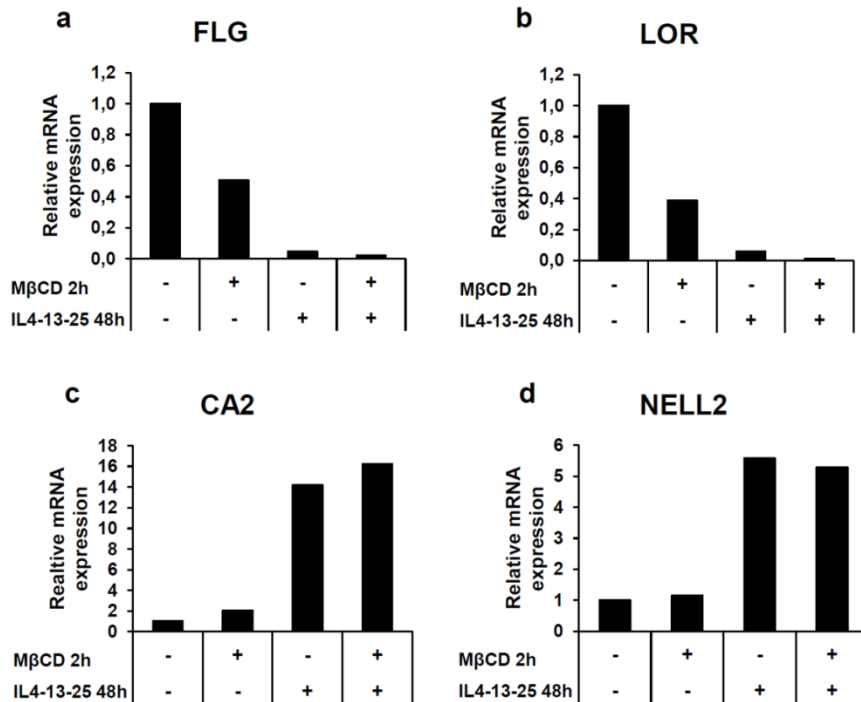 a
FLG
Relative mRNA
expression
1,2
1,0
0,8
0,6
0,4
0,2
0,0
MβCD 2h - + - +
IL4-13-25 48h - - + +
b
LOR
Relative mRNA
expression
1,2
1,0
0,8
0,6
0,4
0,2
0,0
MβCD 2h - + - +
IL4-13-25 48h - - + +
c
CA2
Realtive mRNA
expression
18
16
14
12
10
8
6
4
2
0
MβCD 2h - + - +
IL4-13-25 48h - - + +
d
NELL2
Relative mRNA
expression
6
5
4
3
2
1
0
MβCD 2h - + - +
IL4-13-25 48h - - + +